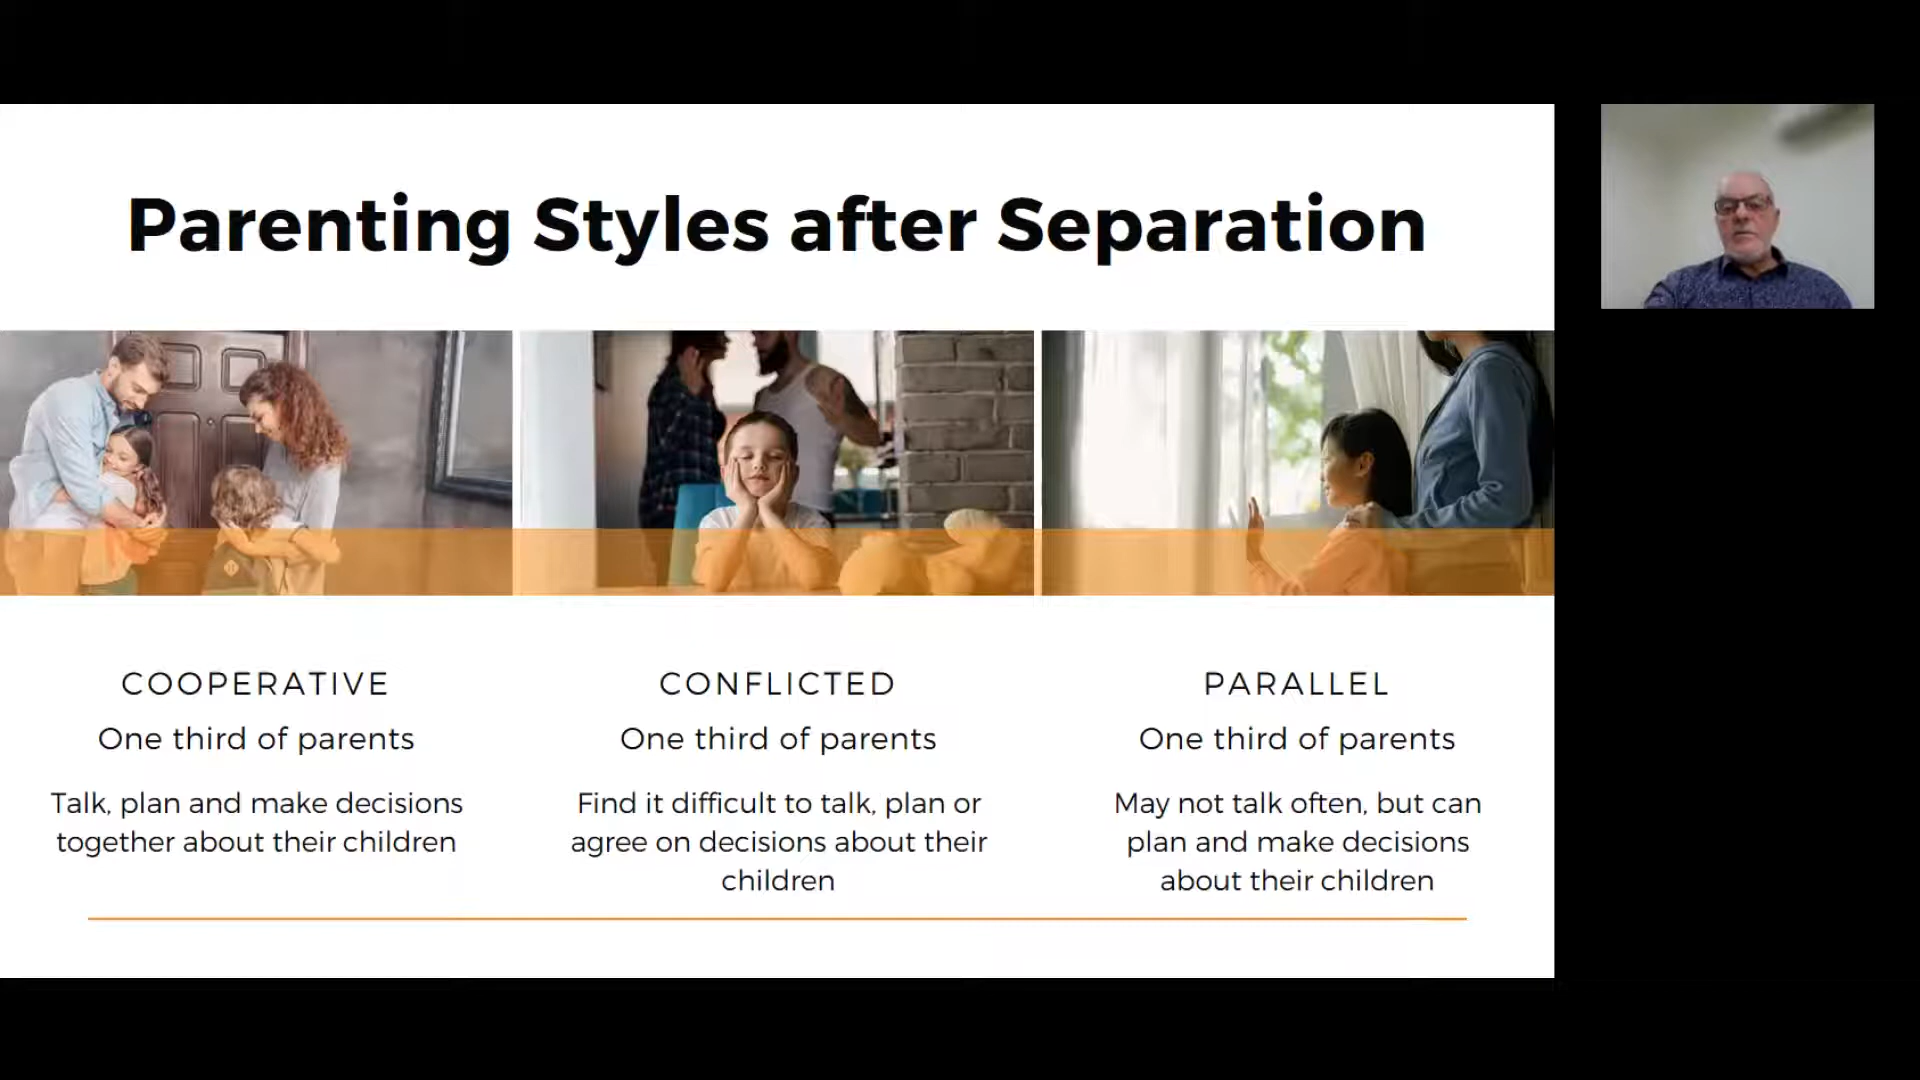 Parenting Styles after Separation
COOPERATIVE
One third of parents
Talk, plan and make decisions
together about their children
CONFLICTED
One third of parents
Find it difficult to talk, plan or
agree on decisions about their
children
PARALLEL
One third of parents
May not talk often, but can
plan and make decisions
about their children